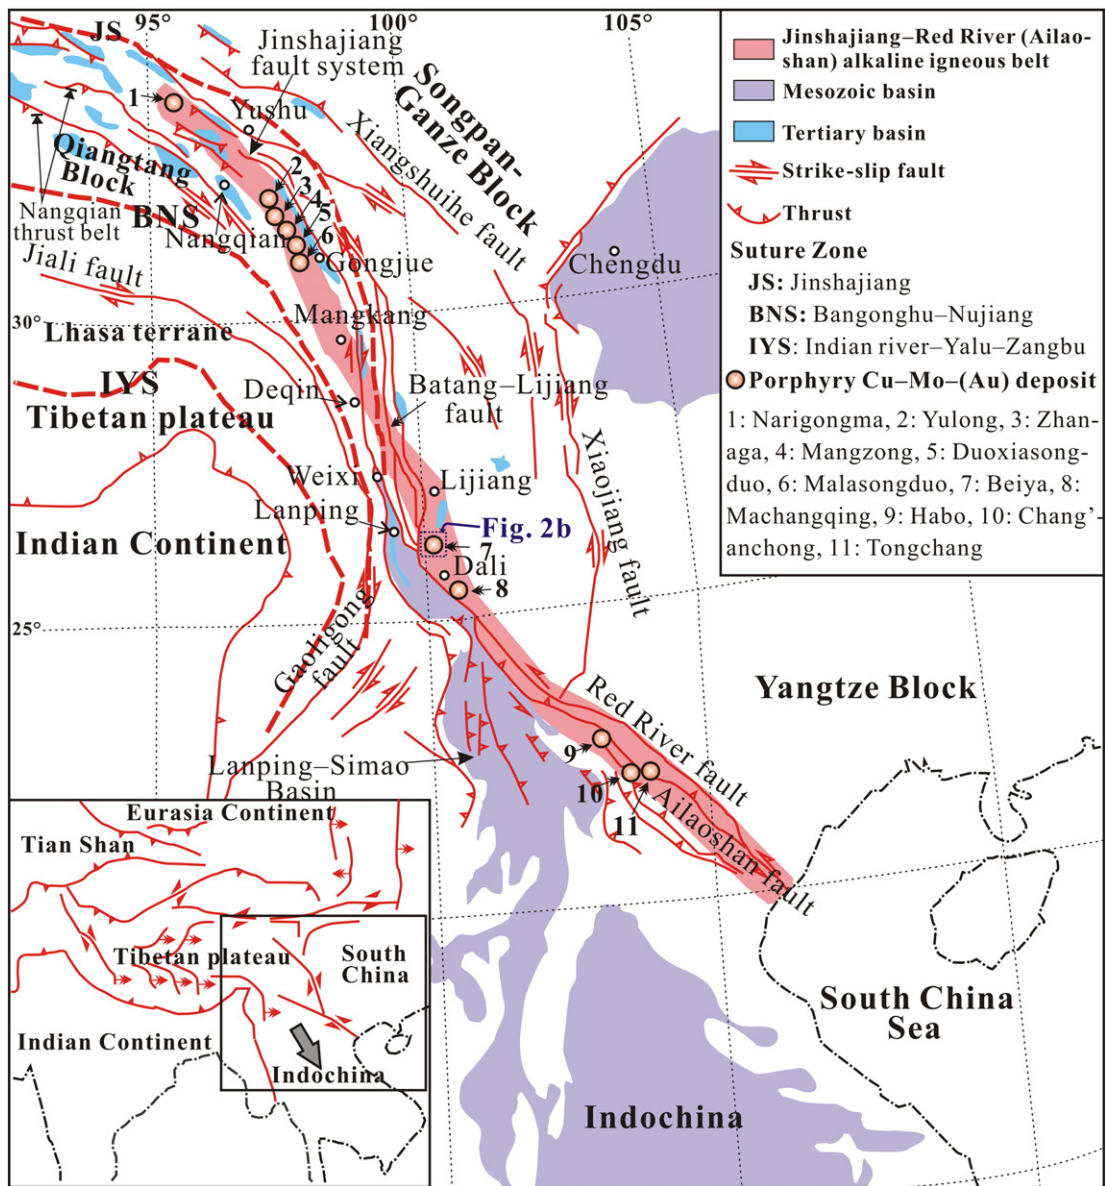 95°
100°
105°
JS
Jinshajiang
fault system
Songpan-
Ganze Block
1
Yushu
Xiangshuihe fault
Qiangtang
Block
2
3
4
5
6
BNS
Nangqian
thrust belt
Nangqian
Gongjue
Chengdu
Jiali fault
30°
Mangkang
Lhasa terrane
IYS
Deqin
Batang–Lijiang
fault
Tibetan plateau
Xiaojiang fault
Weixi
Lijiang
Lanping
Fig. 2b
Indian Continent
7
Dali
8
25°
Gaoligong
fault
Yangtze Block
Red River fault
Lanping–Simao
Basin
9
10
11
Ailaoshan fault
South China
Sea
Indochina
Jinshajiang–Red River (Ailao-
shan) alkaline igneous belt
Mesozoic basin
Tertiary basin
Strike-slip fault
Thrust
Suture Zone
JS: Jinshajiang
BNS: Bangonghu–Nujiang
IYS: Indian river–Yalu–Zangbu
Porphyry Cu–Mo–(Au) deposit
1: Narigongma, 2: Yulong, 3: Zhan-
aga, 4: Mangzong, 5: Duoxiasong-
duo, 6: Malasongduo, 7: Beiya, 8:
Machangqing, 9: Habo, 10: Chang'-
anchong, 11: Tongchang
Eurasia Continent
Tian Shan
Tibetan plateau
South
China
Indian Continent
Indochina